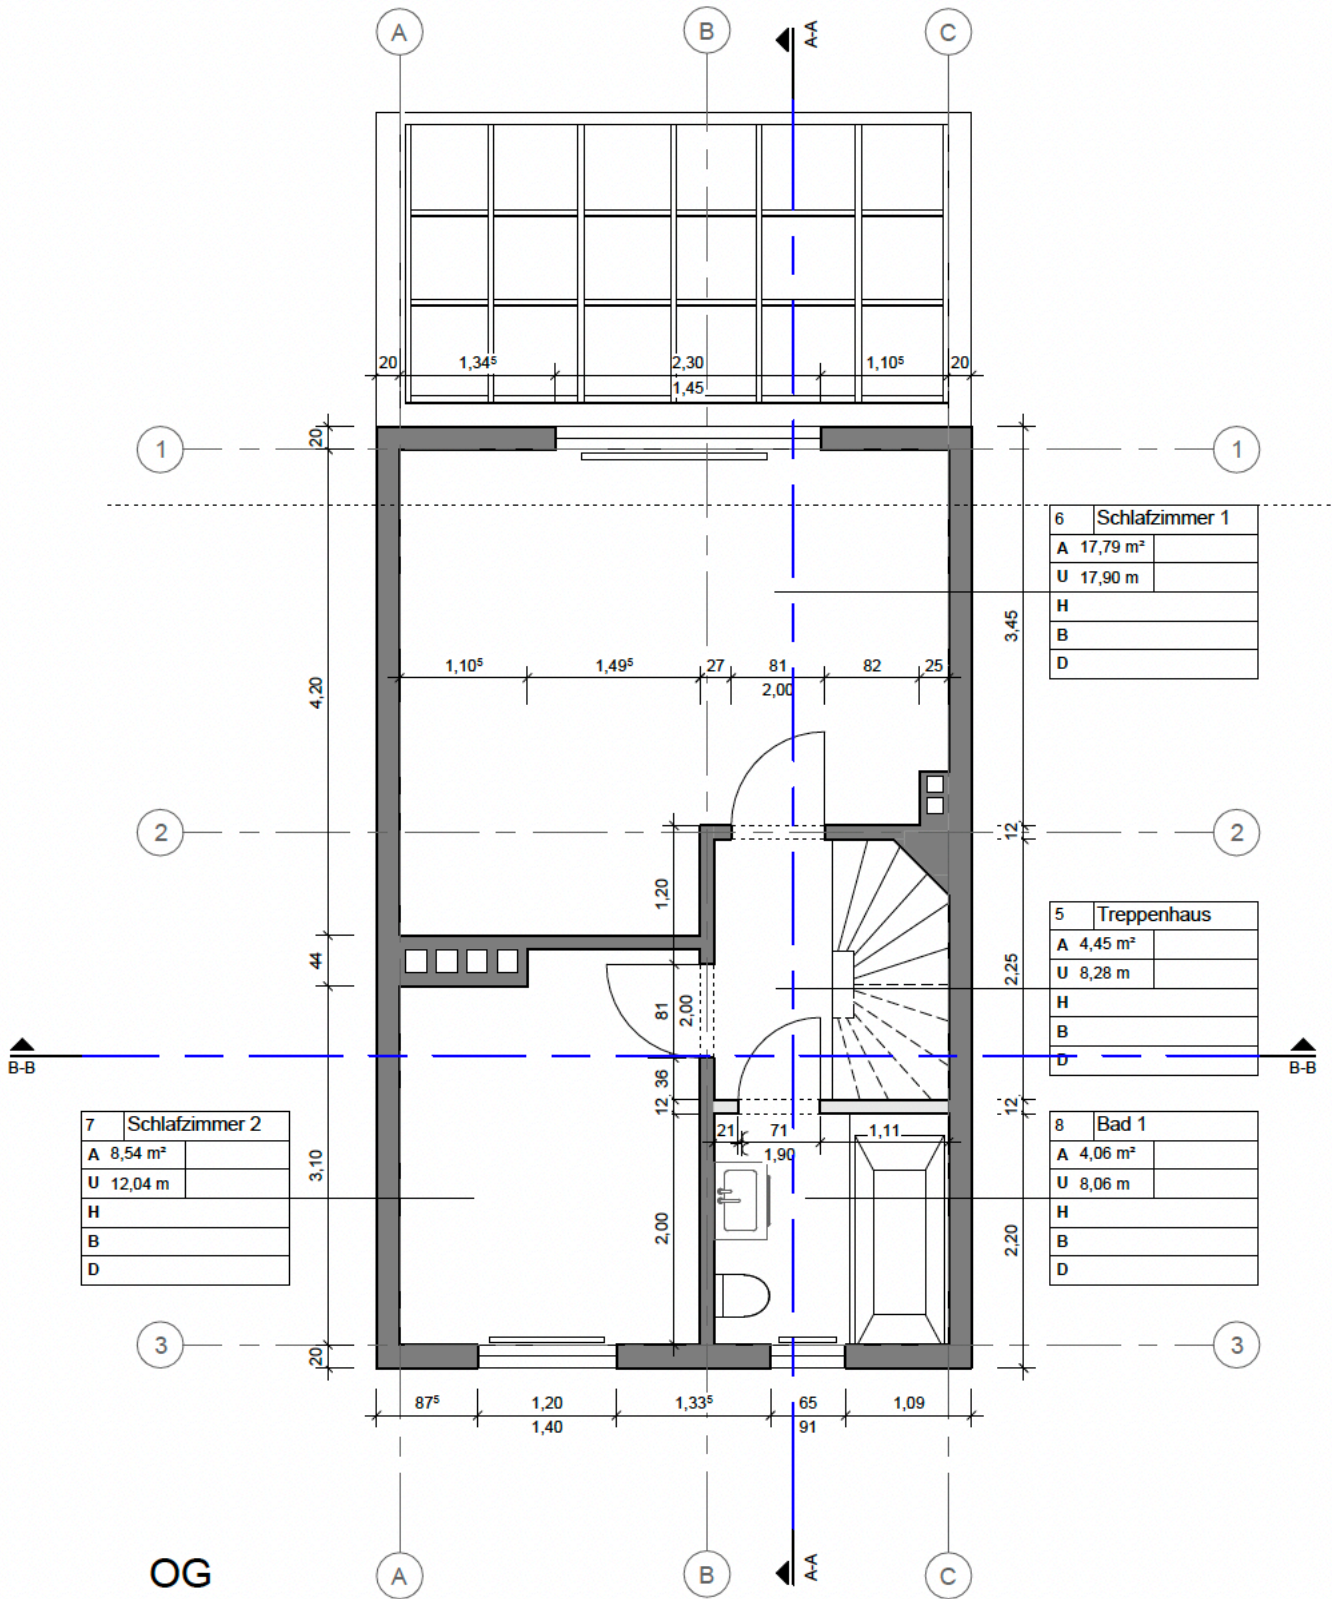 A
B
C
A-A
20
1,34⁵
2,30
1,45
1,10⁵
20
20
1
1
6 Schlafzimmer 1
A 17,79 m²
U 17,90 m
H
B
D
4,20
3,45
1,10⁵
1,49⁵
27
81
2,00
82
25
2
2
12
1,20
44
5 Treppenhaus
A 4,45 m²
U 8,28 m
H
B
D
2,25
81
2,00
B-B
B-B
36
12
12
7 Schlafzimmer 2
A 8,54 m²
U 12,04 m
H
B
D
8 Bad 1
A 4,06 m²
U 8,06 m
H
B
D
21
71
1,90
1,11
3,10
2,00
2,20
3
3
20
87⁵
1,20
1,40
1,33⁵
65
91
1,09
OG
A
B
A-A
C